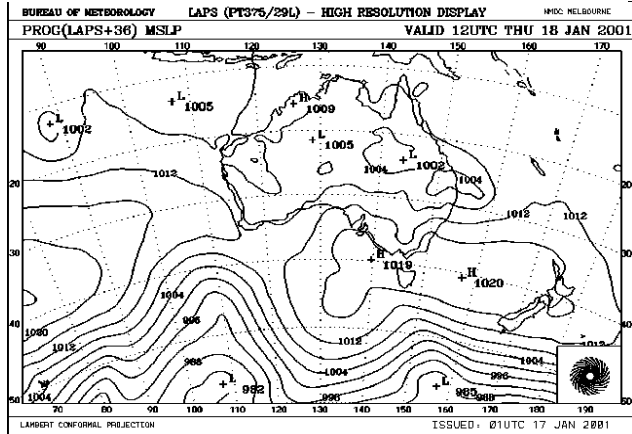 BUREAU OF METEOROLOGY LAPS (PT375/29L) - HIGH RESOLUTION DISPLAY NMOC MELBOURNE
PROG(LAPS+36) MSLP VALID 12UTC THU 18 JAN 2001
90 100 110 120 130 140 150 160 170
L 1005
H 1009
L 1002
L 1005
L 1002
1004
1004
1012
20 20
1012
1012
H 1019
H 1020
30 30
1004
996
988
1020
1012
1012
1012
40 40
1004
996
988
1004
996
L 982
L 985
1004
50 50
70 80 90 100 110 120 130 140 150 160 170 180 190
LAMBERT CONFORMAL PROJECTION ISSUED: 01UTC 17 JAN 2001